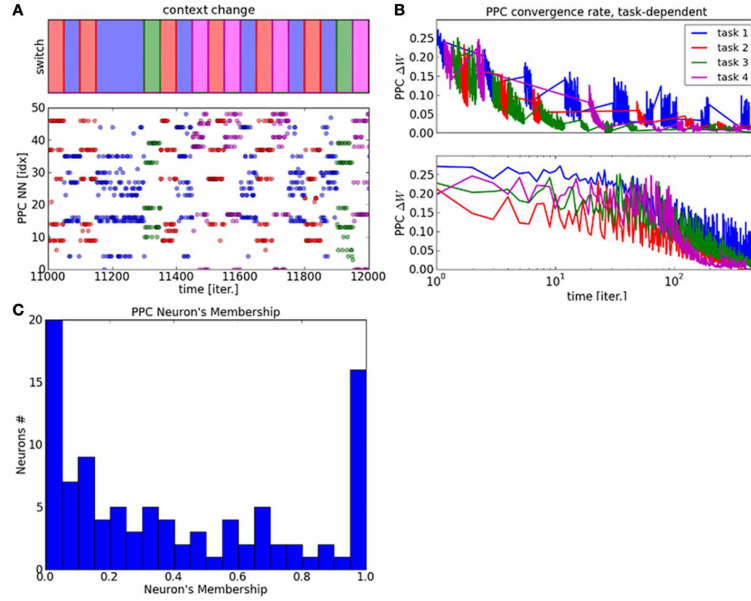 A
context change
switch
50
40
30
20
10
0
PPC NN [idx]
11000 11200 11400 11600 11800 12000
time [iter.]
B
PPC convergence rate, task-dependent
task 1
task 2
task 3
task 4
0.25
0.20
0.15
0.10
0.05
0.00
PPC ΔW
0.25
0.20
0.15
0.10
0.05
0.00
PPC ΔW
10⁰ 10¹ 10²
time [iter.]
C
PPC Neuron's Membership
20
15
10
5
0
Neurons #
0.0 0.2 0.4 0.6 0.8 1.0
Neuron's Membership